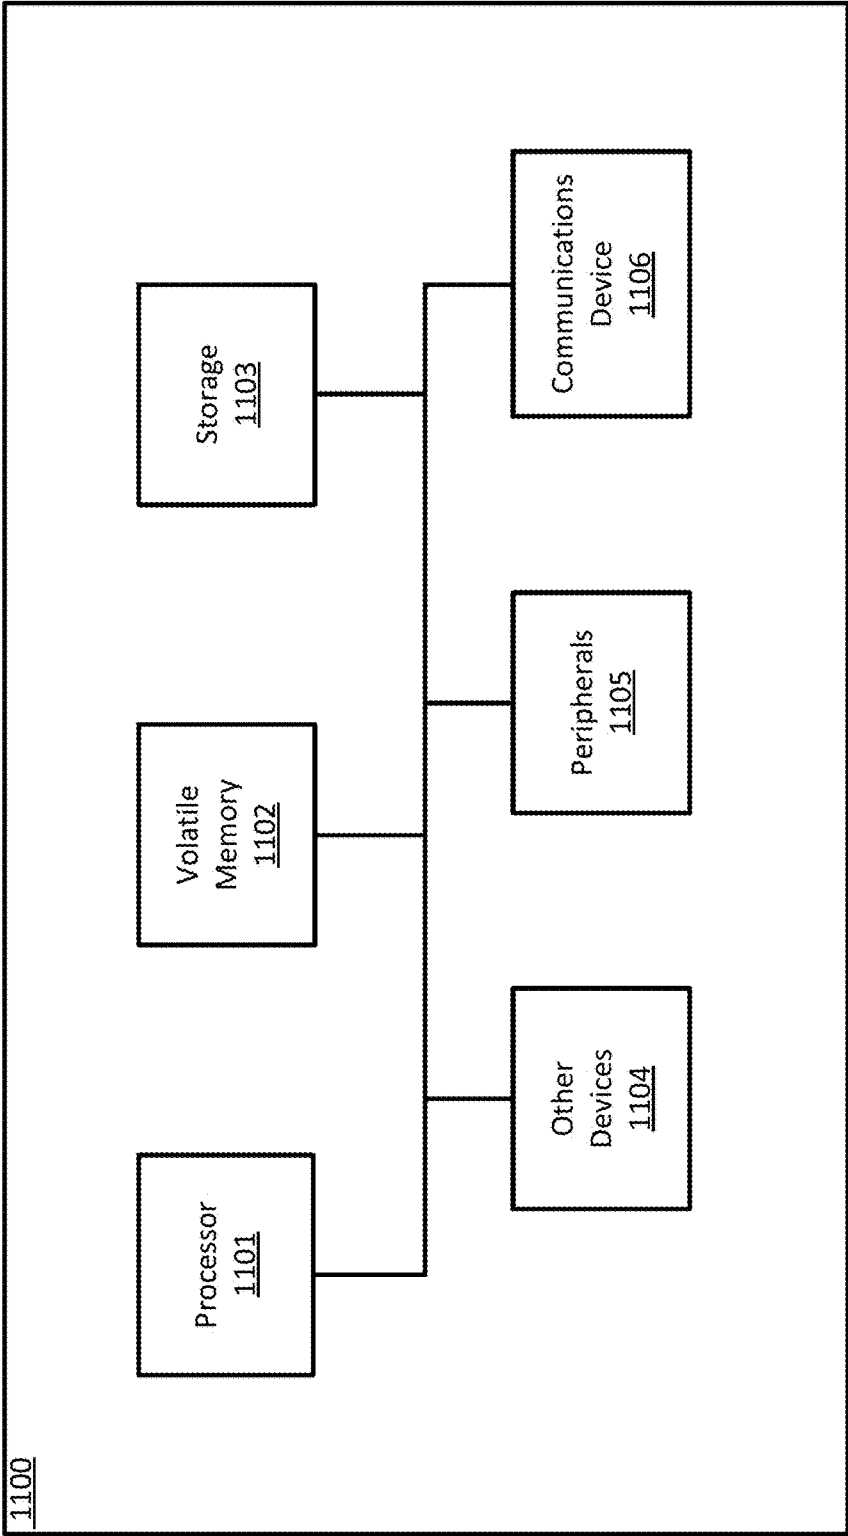 1100
Processor
1101
Volatile
Memory
1102
Storage
1103
Other
Devices
1104
Peripherals
1105
Communications
Device
1106